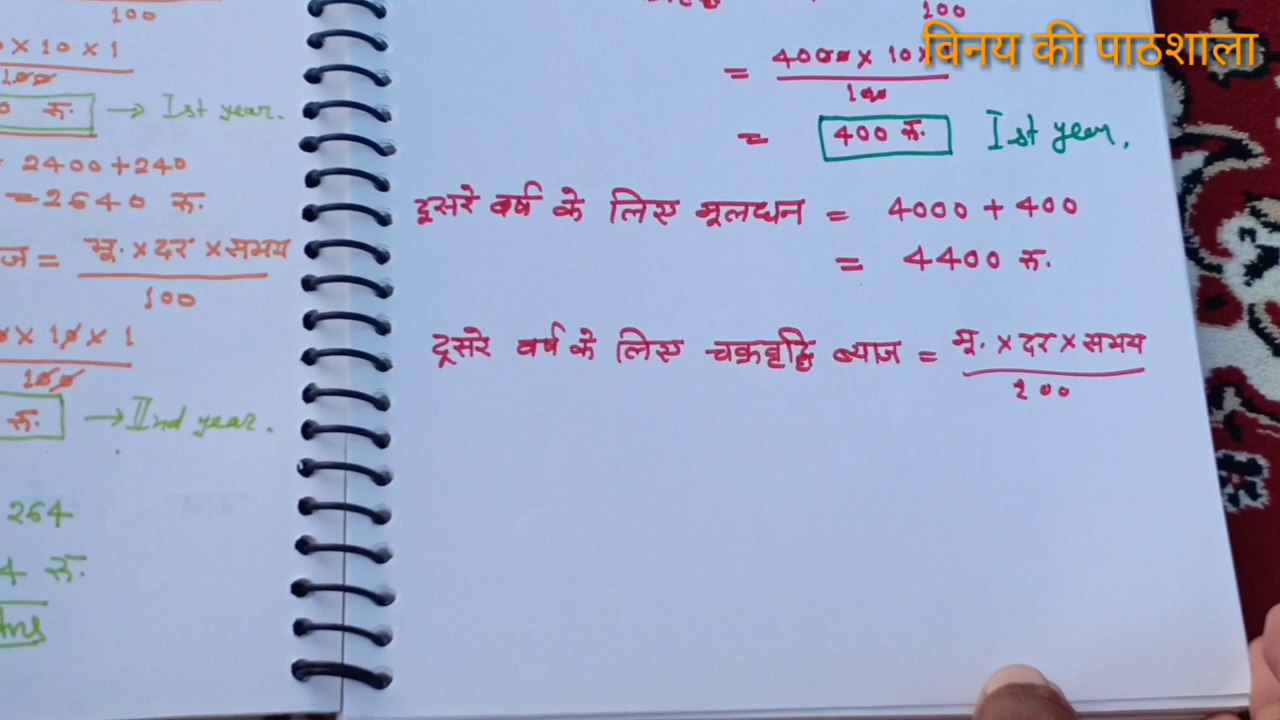 100
× 10 × 1
100
रु. → Ist year.
2400 + 240
= 2640 रु.
ज = मू. × दर × समय
100
× 10 × 1
100
रु. → IInd year.
264
4 रु.
Ans
100
= 4000 × 10 ×
100
= 400 रु. Ist year.
दूसरे वर्ष के लिए मूलधन = 4000 + 400
= 4400 रु.
दूसरे वर्ष के लिए चक्रवृद्धि ब्याज = मू. × दर × समय
100
विनय की पाठशाला